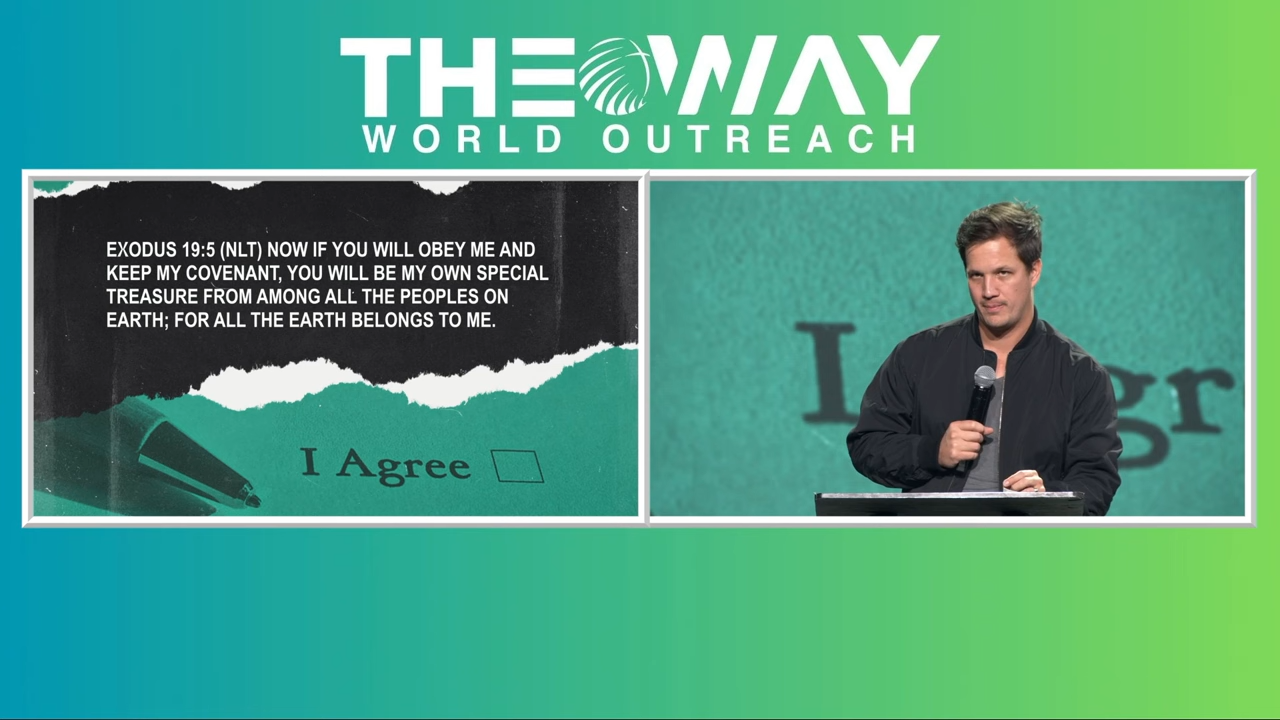 THE WAY
WORLD OUTREACH
EXODUS 19:5 (NLT) NOW IF YOU WILL OBEY ME AND
KEEP MY COVENANT, YOU WILL BE MY OWN SPECIAL
TREASURE FROM AMONG ALL THE PEOPLES ON
EARTH; FOR ALL THE EARTH BELONGS TO ME.
I Agree
I gr